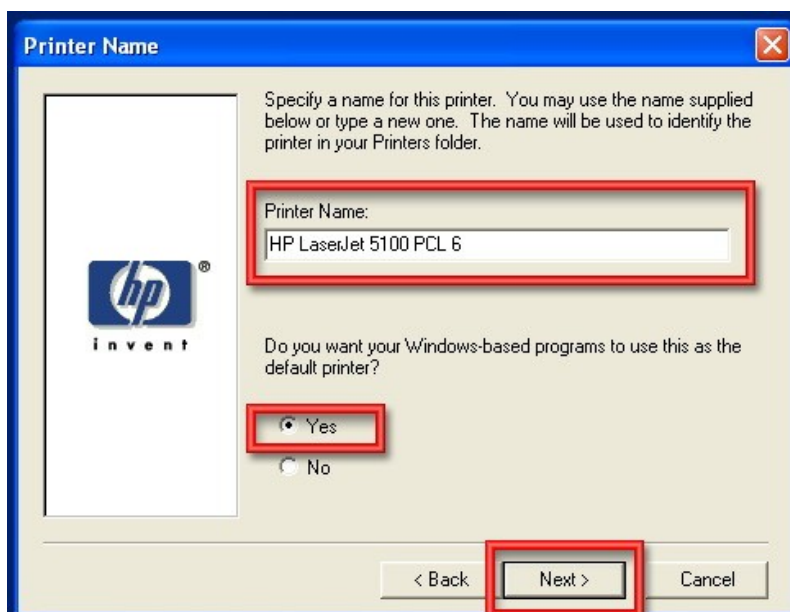 Printer Name
Specify a name for this printer. You may use the name supplied
below or type a new one. The name will be used to identify the
printer in your Printers folder.
Printer Name:
HP LaserJet 5100 PCL 6
hp ®
invent
Do you want your Windows-based programs to use this as the
default printer?
Yes
No
< Back
Next >
Cancel